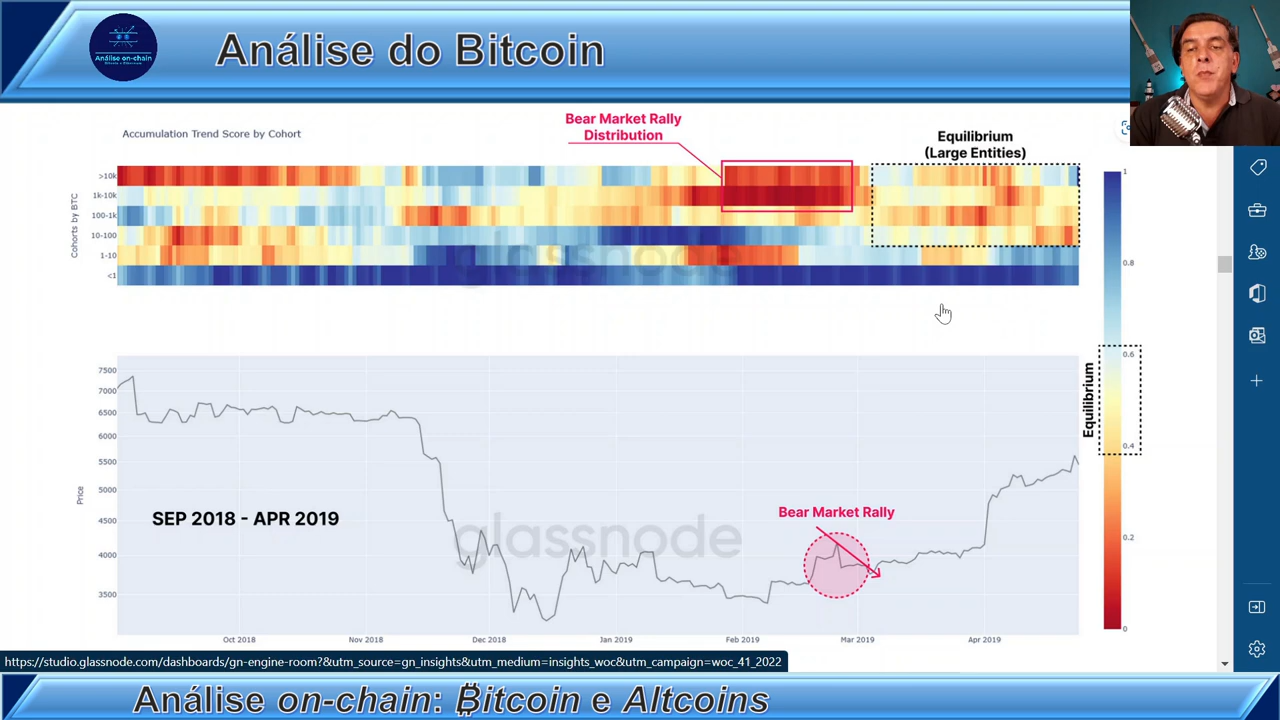 Análise on-chain
Análise do Bitcoin
Accumulation Trend Score by Cohort
Bear Market Rally
Distribution
Equilibrium
(Large Entities)
Cohorts by BTC
>10k
1k-10k
100-1k
10-100
1-10
<1
glassnode
1
0.8
0.6
0.4
0.2
0
Equilibrium
Price
7500
7000
6500
6000
5500
5000
4500
4000
3500
SEP 2018 - APR 2019
glassnode
Bear Market Rally
Oct 2018
Nov 2018
Dec 2018
Jan 2019
Feb 2019
Mar 2019
Apr 2019
https://studio.glassnode.com/dashboards/gn-engine-room?&utm_source=gn_insights&utm_medium=insights_woc&utm_campaign=woc_41_2022
Análise on-chain: ₿itcoin e Altcoins